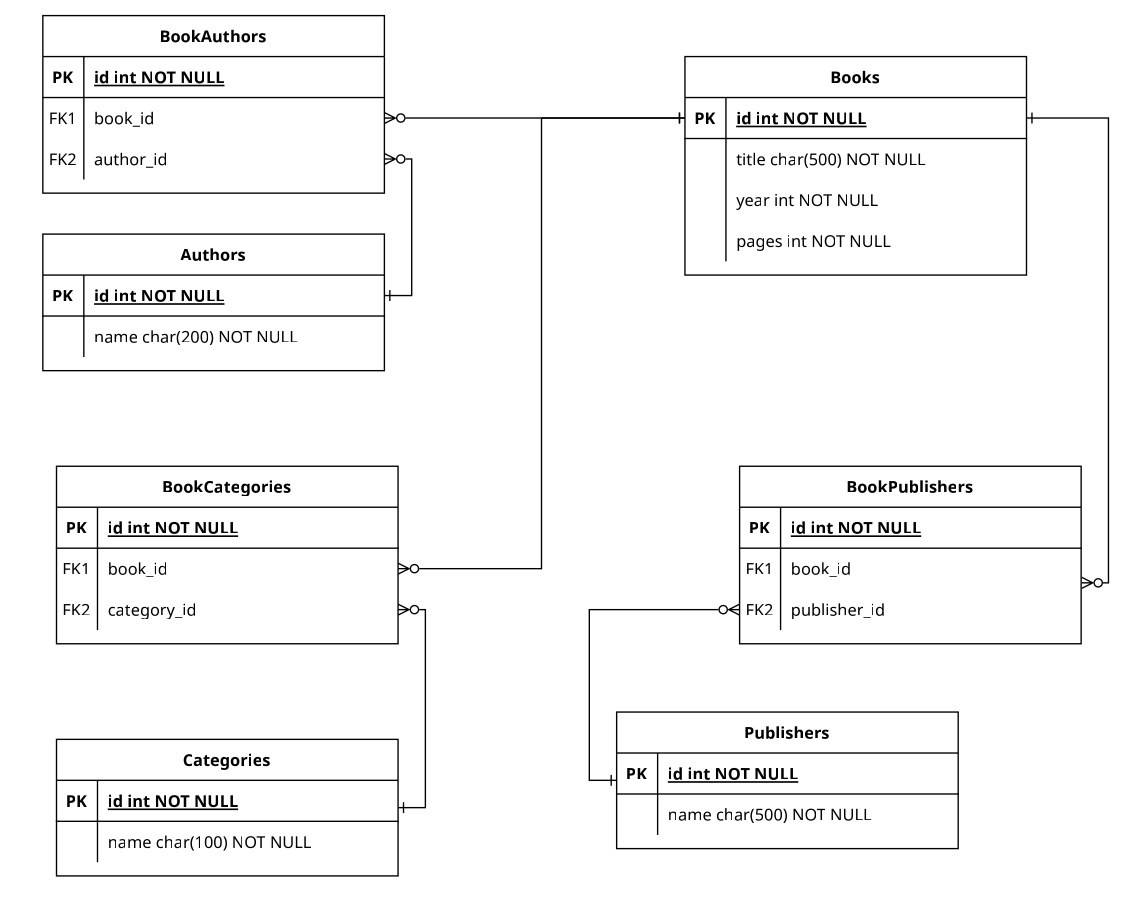 BookAuthors
PK id int NOT NULL
FK1 book_id
FK2 author_id
Books
PK id int NOT NULL
title char(500) NOT NULL
year int NOT NULL
pages int NOT NULL
Authors
PK id int NOT NULL
name char(200) NOT NULL
BookCategories
PK id int NOT NULL
FK1 book_id
FK2 category_id
BookPublishers
PK id int NOT NULL
FK1 book_id
FK2 publisher_id
Categories
PK id int NOT NULL
name char(100) NOT NULL
Publishers
PK id int NOT NULL
name char(500) NOT NULL